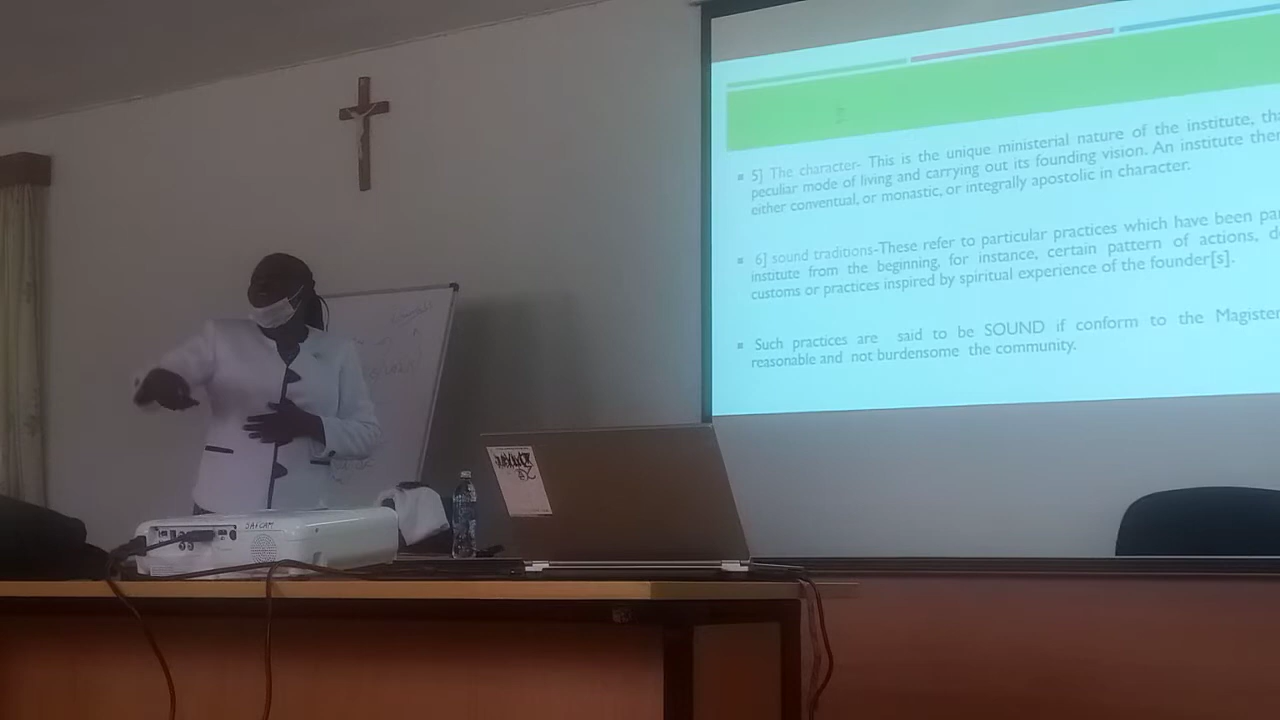 5] The character- This is the unique ministerial nature of the institute,
peculiar mode of living and carrying out its founding vision. An institute
either conventual, or monastic, or integrally apostolic in character.
6] sound traditions-These refer to particular practices which have been
institute from the beginning, for instance, certain pattern of actions,
customs or practices inspired by spiritual experience of the founder[s].
Such practices are said to be SOUND if conform to the
reasonable and not burdensome the community.